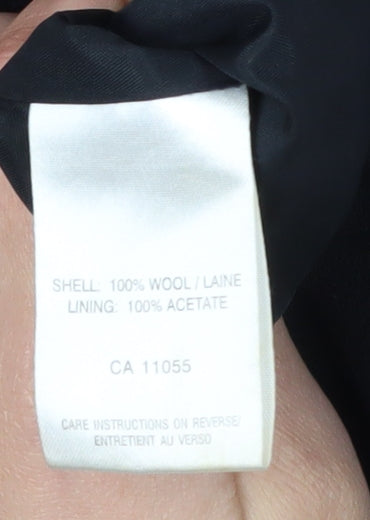 SHELL: 100% WOOL / LAINE
LINING: 100% ACETATE
CA 11055
CARE INSTRUCTIONS ON REVERSE/
ENTRETIENT AU VERSO